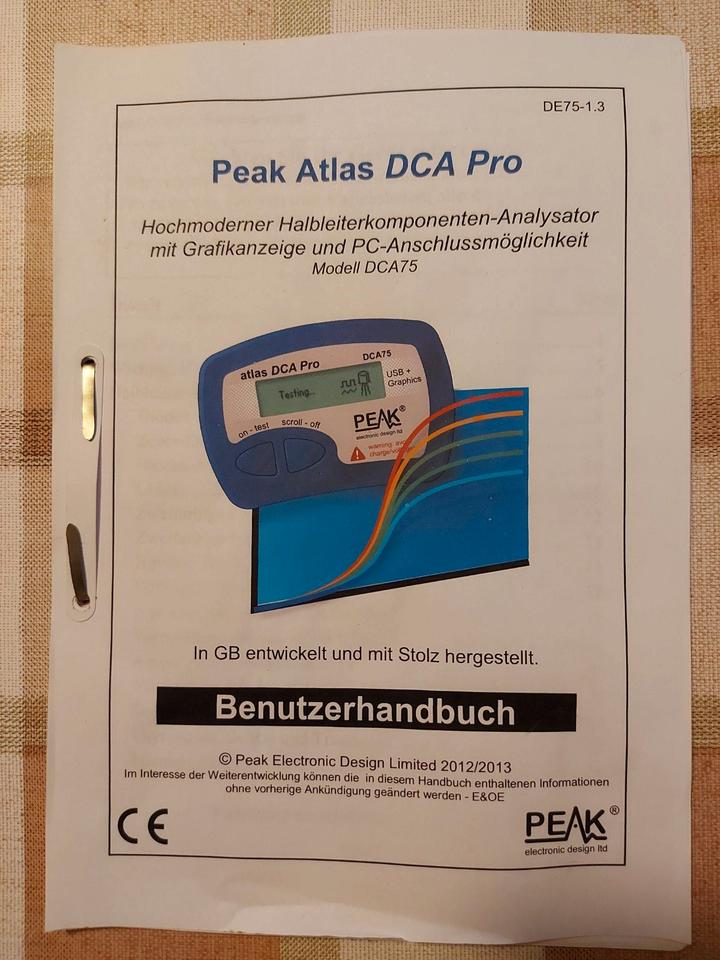 DE75-1.3
Peak Atlas DCA Pro
Hochmoderner Halbleiterkomponenten-Analysator
mit Grafikanzeige und PC-Anschlussmöglichkeit
Modell DCA75
atlas DCA Pro
DCA75
Testing...
USB +
Graphics
on - test
scroll - off
PEAK®
electronic design ltd
warning:
In GB entwickelt und mit Stolz hergestellt.
Benutzerhandbuch
© Peak Electronic Design Limited 2012/2013
Im Interesse der Weiterentwicklung können die in diesem Handbuch enthaltenen Informationen
ohne vorherige Ankündigung geändert werden - E&OE
CE
PEAK®
electronic design ltd